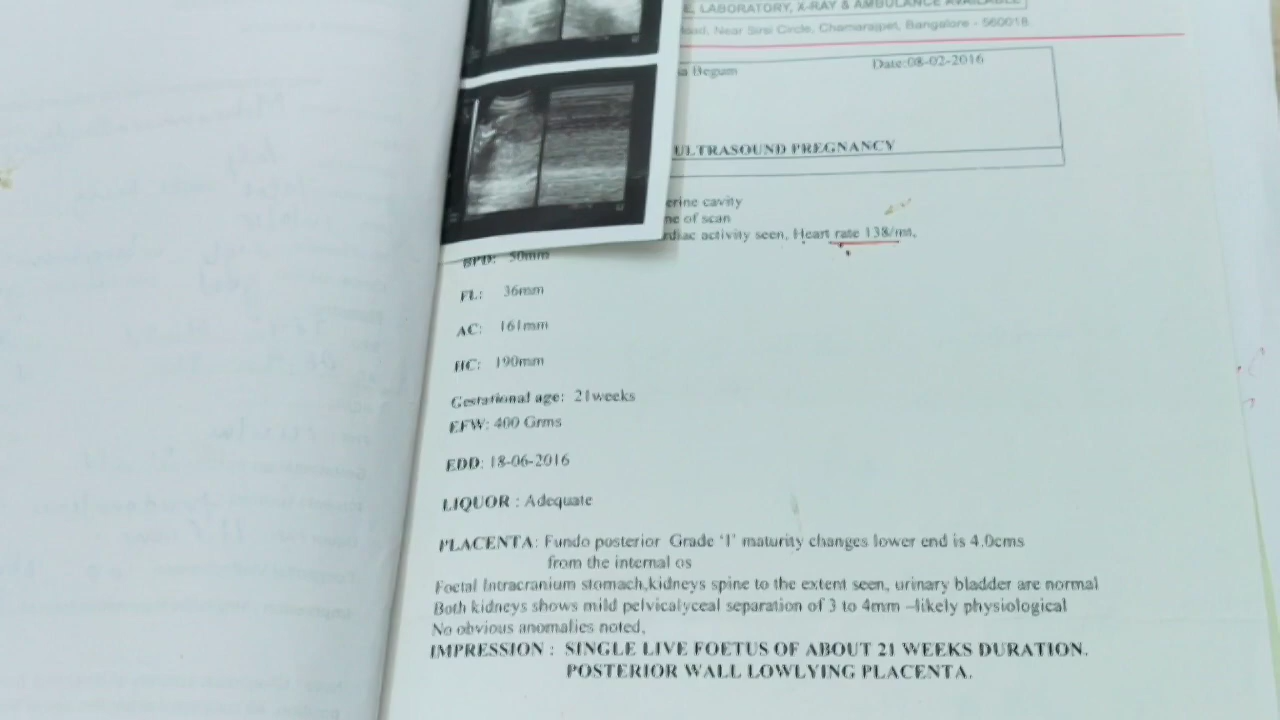 E, LABORATORY, X-RAY & AMBULANCE AVAILABLE
oad, Near Sirsi Circle, Chamarajpet, Bangalore - 560018.
a Begum Date:08-02-2016
ULTRASOUND PREGNANCY
erine cavity
ne of scan
rdiac activity seen, Heart rate 138/mt,
BPD: 50mm
FL: 36mm
AC: 161mm
HC: 190mm
Gestational age: 21weeks
EFW: 400 Grms
EDD: 18-06-2016
LIQUOR : Adequate
PLACENTA: Fundo posterior Grade 'I' maturity changes lower end is 4.0cms
from the internal os
Foetal Intracranium stomach,kidneys spine to the extent seen, urinary bladder are normal
Both kidneys shows mild pelvicalyceal separation of 3 to 4mm –likely physiological
No obvious anomalies noted.
IMPRESSION : SINGLE LIVE FOETUS OF ABOUT 21 WEEKS DURATION.
POSTERIOR WALL LOWLYING PLACENTA.